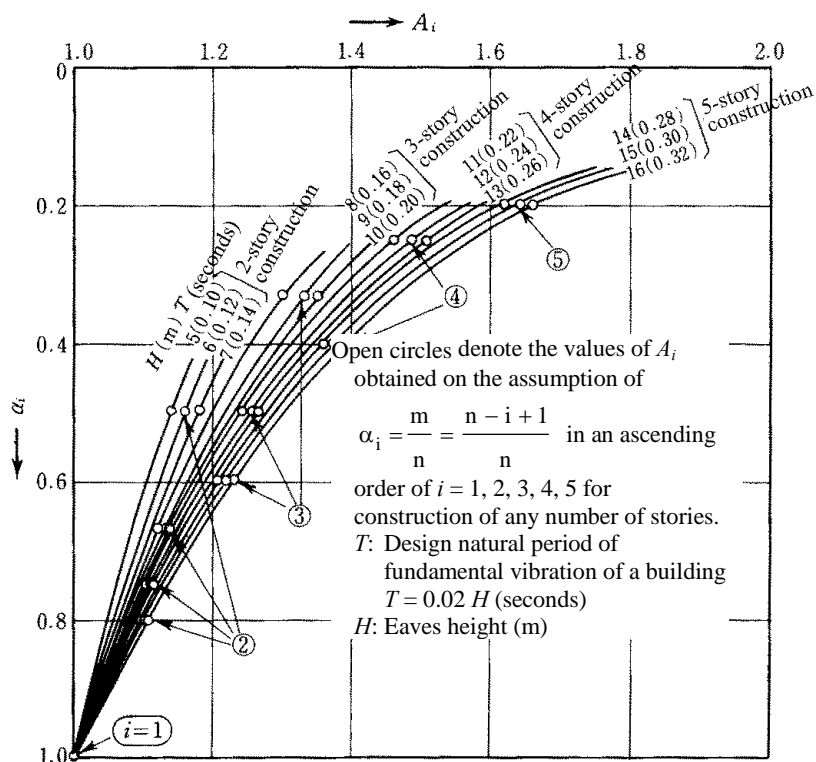 A i
1.0 1.2 1.4 1.6 1.8 2.0
0
0.2
0.4
0.6
0.8
1.0
α i
H (m) T (seconds)
5(0.10)
6(0.12)
7(0.14)
2-story
construction
8(0.16)
9(0.18)
10(0.20)
3-story
construction
11(0.22)
12(0.24)
13(0.26)
4-story
construction
14(0.28)
15(0.30)
16(0.32)
5-story
construction
⑤
④
③
②
i=1
Open circles denote the values of A i
obtained on the assumption of
α i = m/n = (n − i + 1)/n in an ascending
order of i = 1, 2, 3, 4, 5 for
construction of any number of stories.
T: Design natural period of
fundamental vibration of a building
T = 0.02 H (seconds)
H: Eaves height (m)